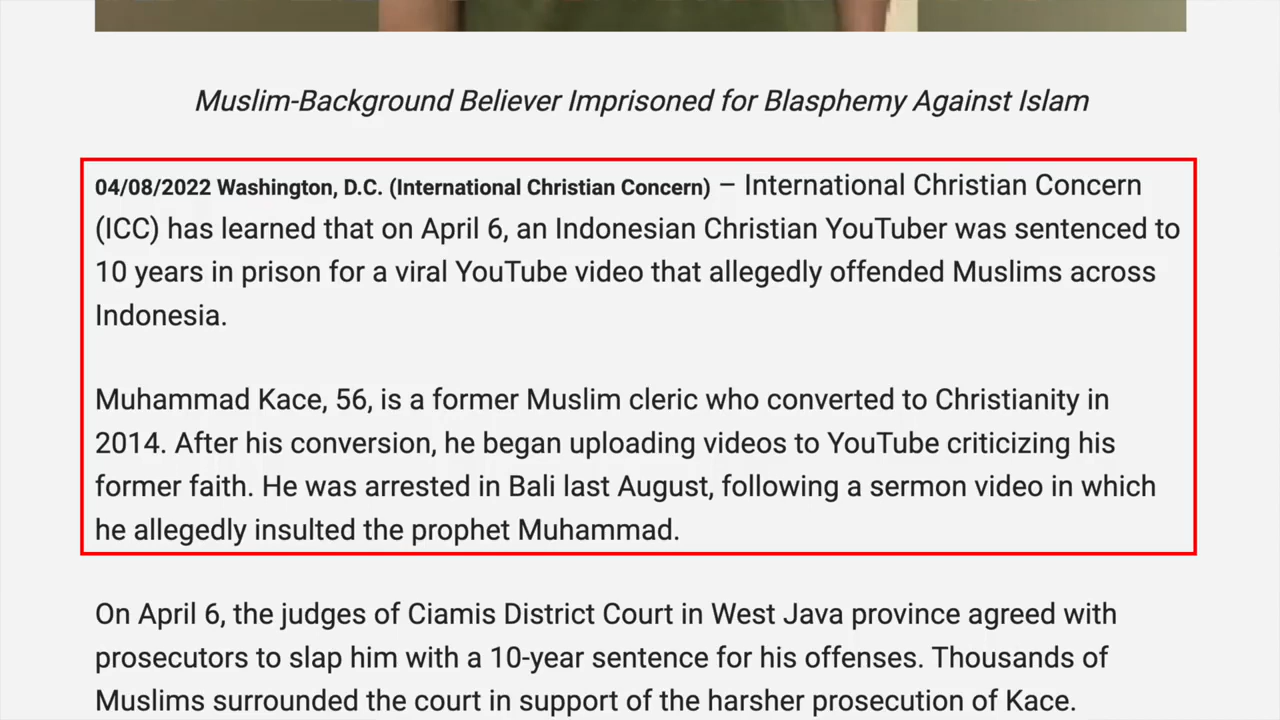 Muslim-Background Believer Imprisoned for Blasphemy Against Islam
04/08/2022 Washington, D.C. (International Christian Concern) – International Christian Concern
(ICC) has learned that on April 6, an Indonesian Christian YouTuber was sentenced to
10 years in prison for a viral YouTube video that allegedly offended Muslims across
Indonesia.
Muhammad Kace, 56, is a former Muslim cleric who converted to Christianity in
2014. After his conversion, he began uploading videos to YouTube criticizing his
former faith. He was arrested in Bali last August, following a sermon video in which
he allegedly insulted the prophet Muhammad.
On April 6, the judges of Ciamis District Court in West Java province agreed with
prosecutors to slap him with a 10-year sentence for his offenses. Thousands of
Muslims surrounded the court in support of the harsher prosecution of Kace.